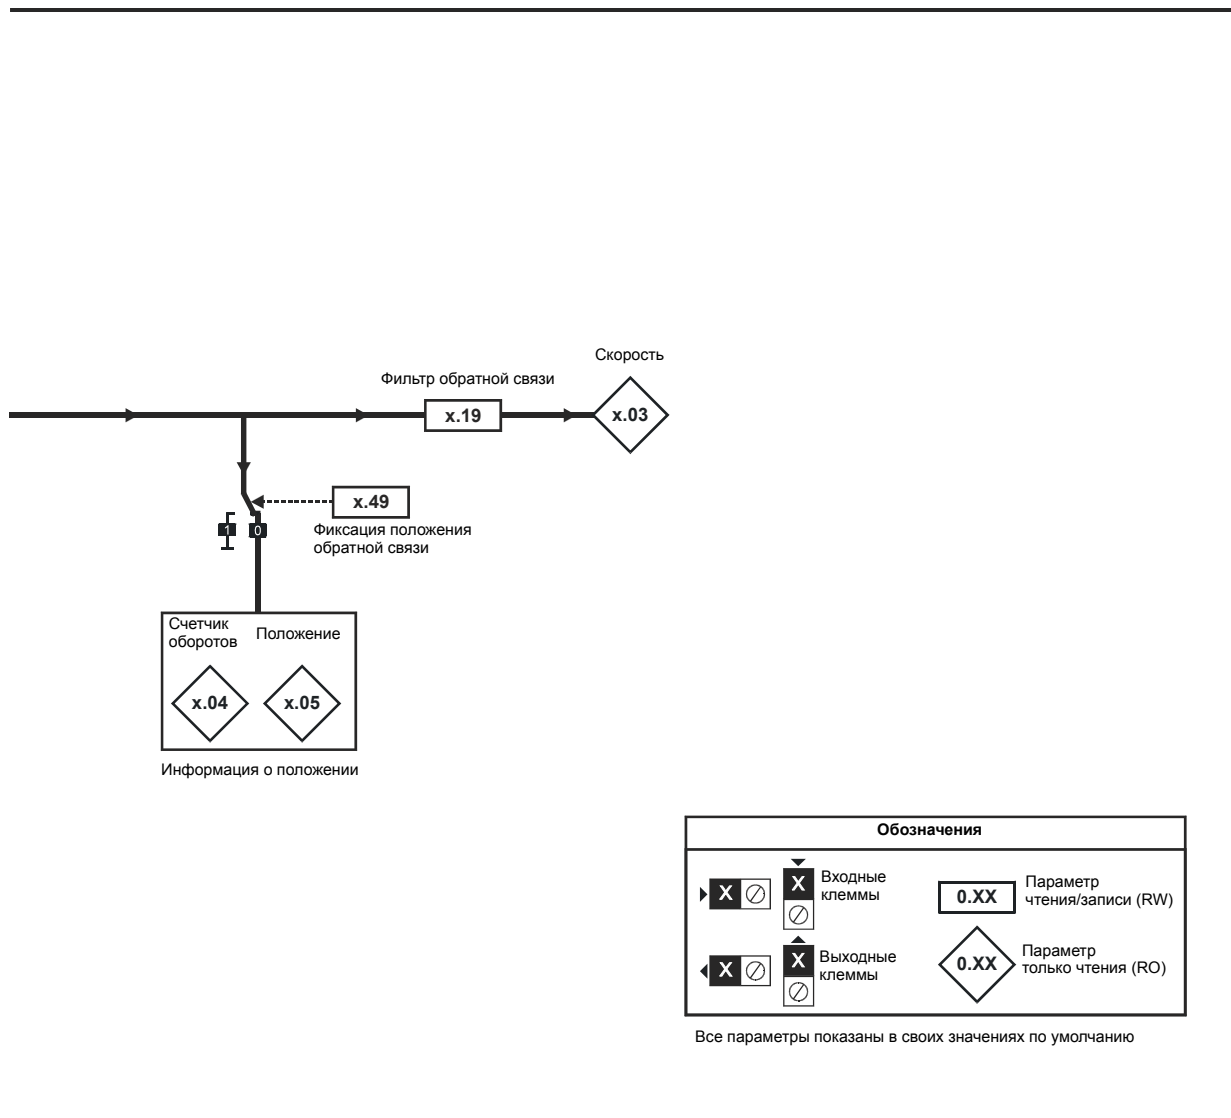 Скорость
Фильтр обратной связи
x.19
x.03
x.49
1
0
Фиксация положения
обратной связи
Счетчик
оборотов
Положение
x.04
x.05
Информация о положении
Обозначения
X
X
Входные
клеммы
0.XX
Параметр
чтения/записи (RW)
X
X
Выходные
клеммы
0.XX
Параметр
только чтения (RO)
Все параметры показаны в своих значениях по умолчанию